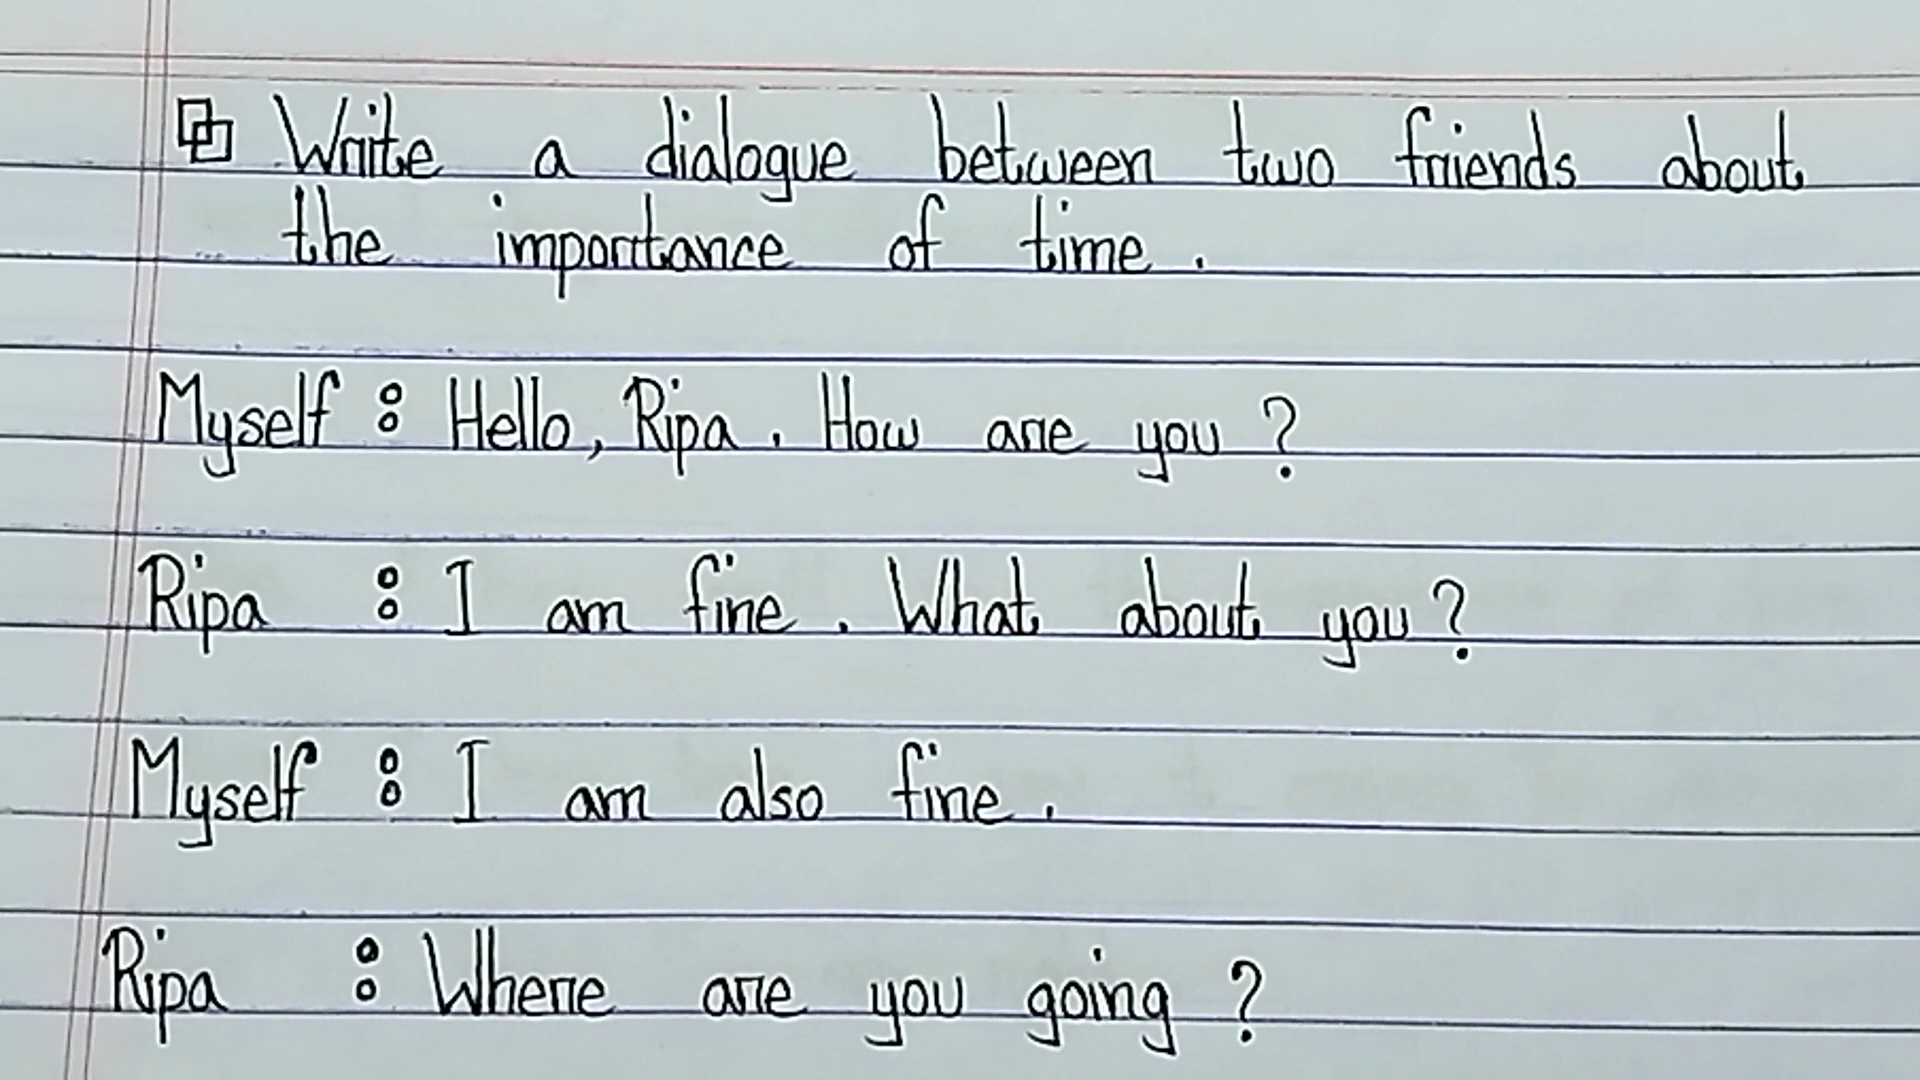 Write a dialogue between two friends about
the importance of time.
Myself : Hello, Ripa. How are you ?
Ripa : I am fine. What about you ?
Myself : I am also fine.
Ripa : Where are you going ?